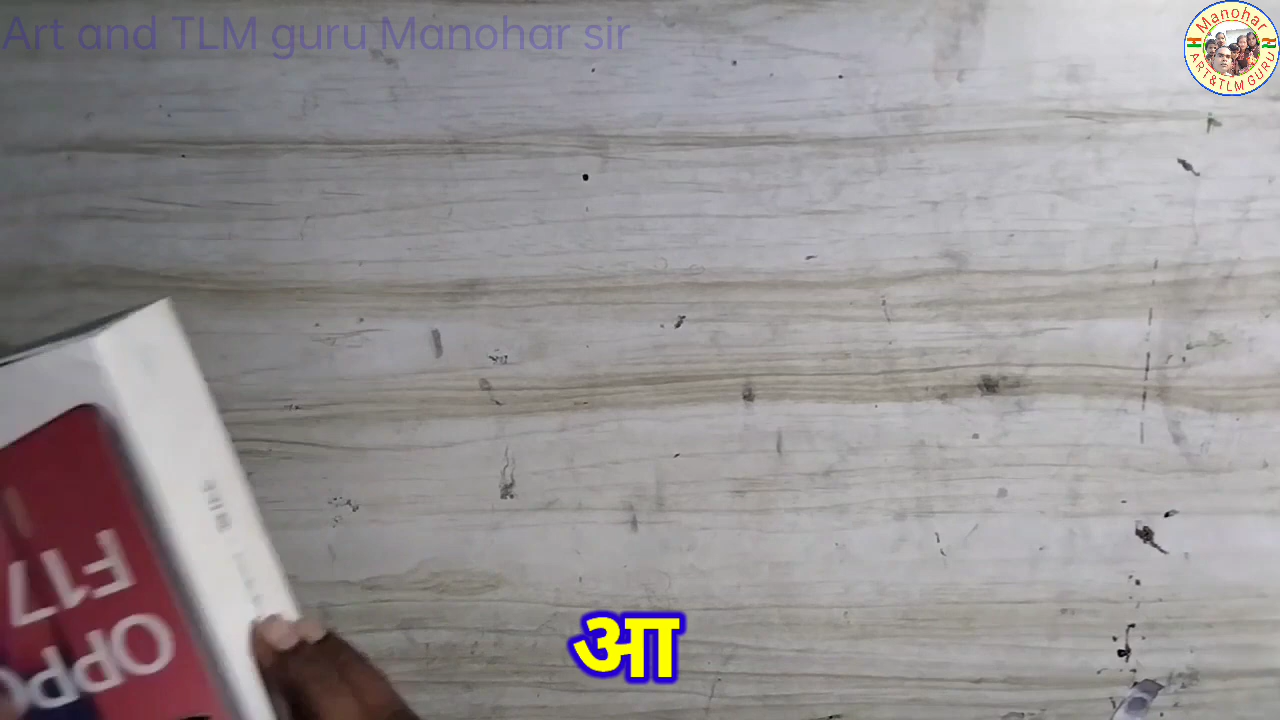 Art and TLM guru Manohar sir
Manohar
ART&TLM GURU
OPPO
F17
आ